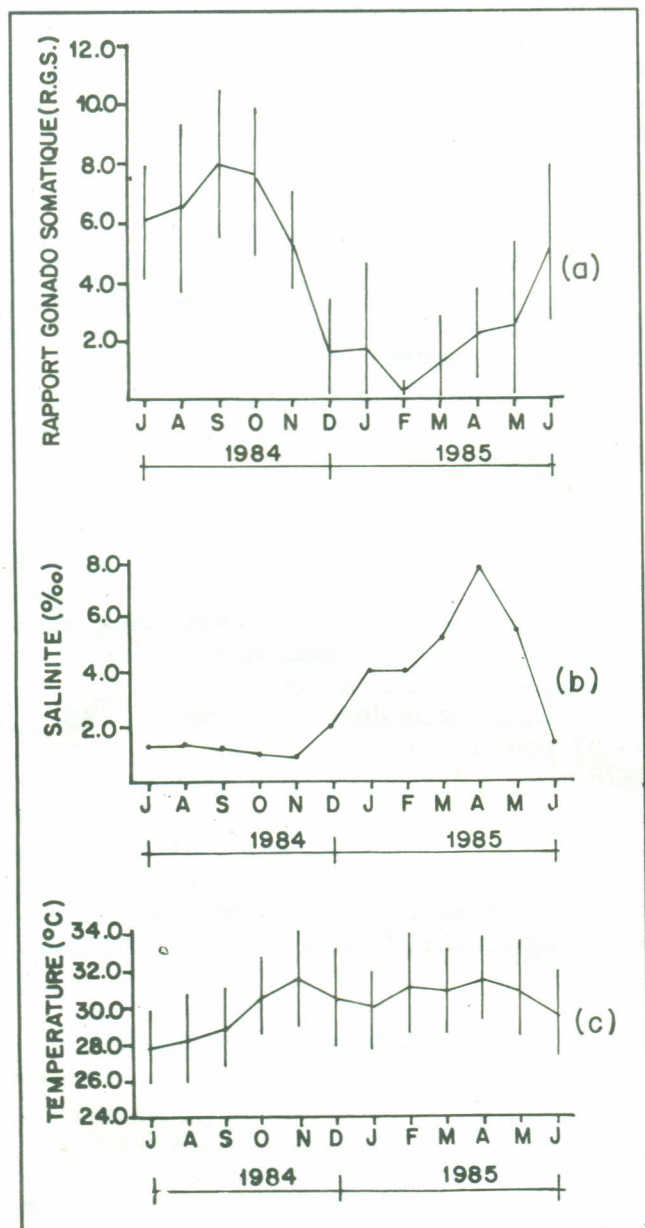 RAPPORT GONADO SOMATIQUE (R.G.S.)
12.0
10.0
8.0
6.0
4.0
2.0
(a)
J A S O N D J F M A M J
1984 1985
SALINITE (‰)
8.0
6.0
4.0
2.0
(b)
J A S O N D J F M A M J
1984 1985
TEMPERATURE (°C)
34.0
32.0
30.0
28.0
26.0
24.0
(c)
J A S O N D J F M A M J
1984 1985